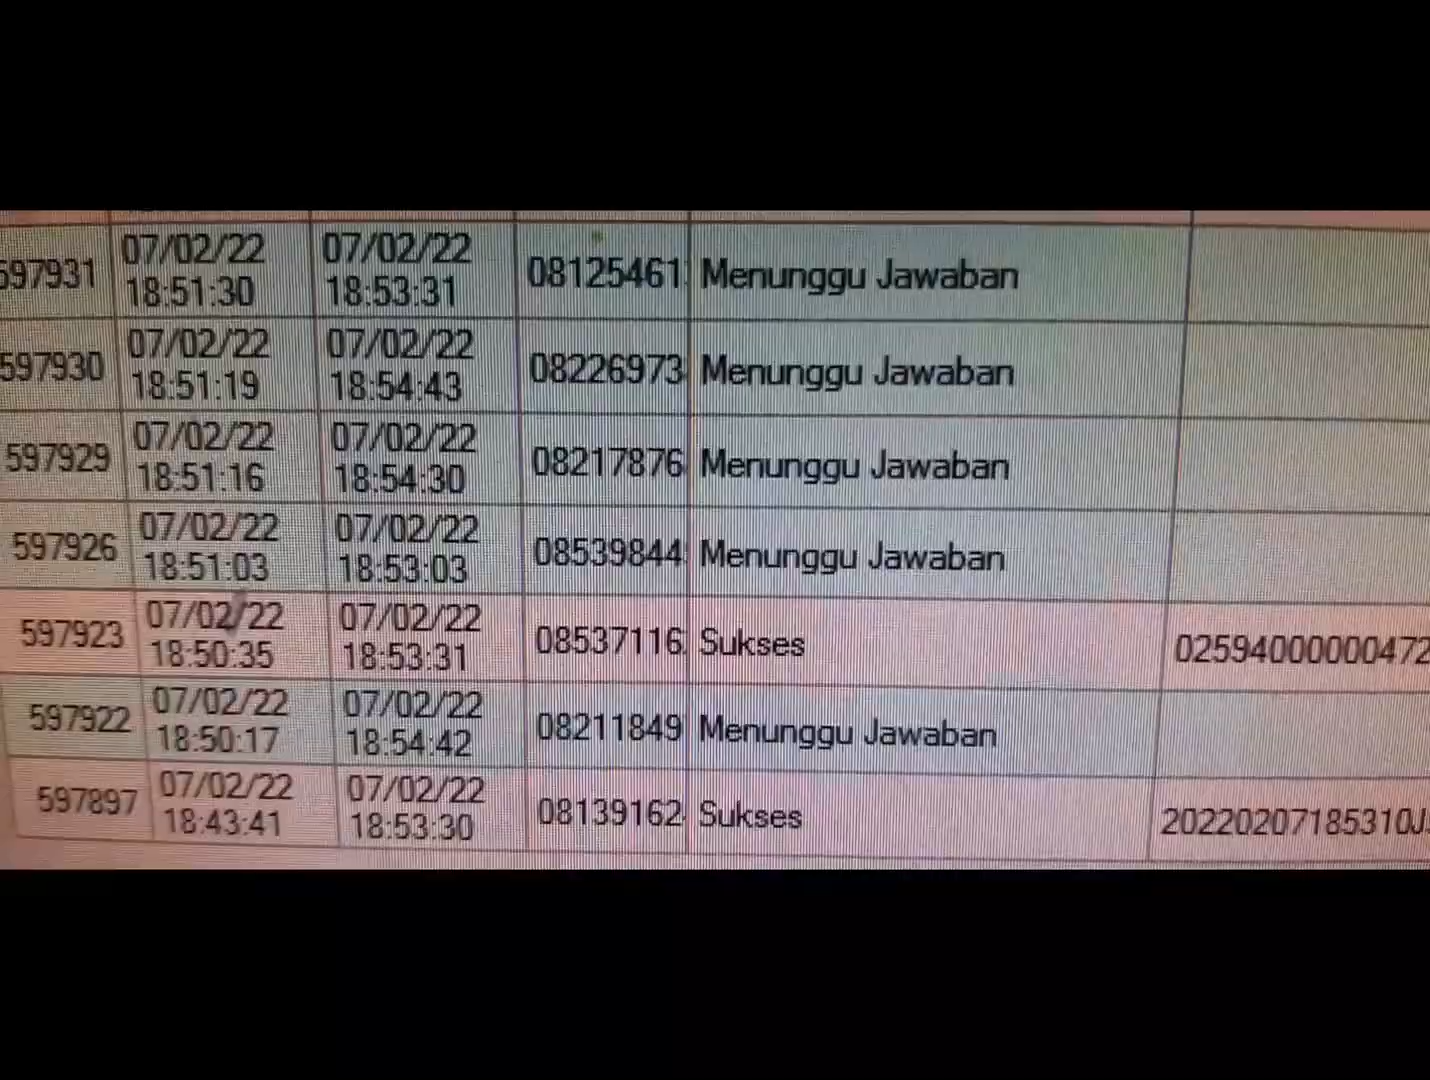 597931 07/02/22 18:51:30 07/02/22 18:53:31 08125461 Menunggu Jawaban
597930 07/02/22 18:51:19 07/02/22 18:54:43 08226973 Menunggu Jawaban
597929 07/02/22 18:51:16 07/02/22 18:54:30 08217876 Menunggu Jawaban
597926 07/02/22 18:51:03 07/02/22 18:53:03 08539844 Menunggu Jawaban
597923 07/02/22 18:50:35 07/02/22 18:53:31 08537116 Sukses 02594000000472
597922 07/02/22 18:50:17 07/02/22 18:54:42 08211849 Menunggu Jawaban
597897 07/02/22 18:43:41 07/02/22 18:53:30 08139162 Sukses 20220207185310J